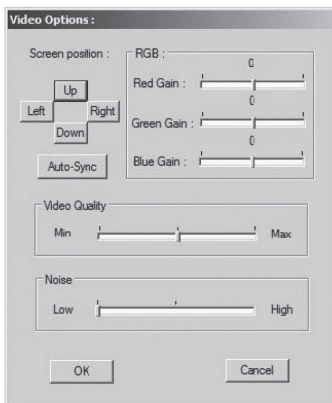 Video Options :
Screen position :
Up
Left
Right
Down
Auto-Sync
RGB :
0
Red Gain :
0
Green Gain :
0
Blue Gain :
Video Quality
Min
Max
Noise
Low
High
OK
Cancel